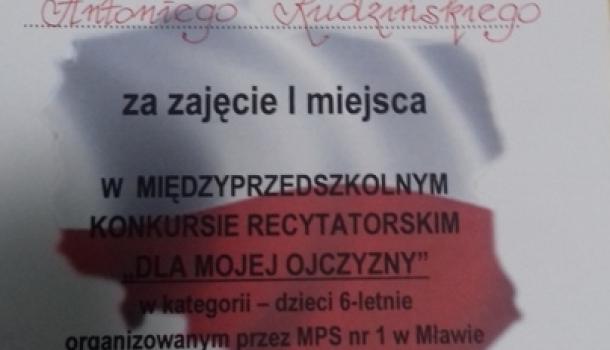 Antoniego Rudzińskiego
za zajęcie I miejsca
W MIĘDZYPRZEDSZKOLNYM
KONKURSIE RECYTATORSKIM
„DLA MOJEJ OJCZYZNY”
w kategorii – dzieci 6-letnie
organizowanym przez MPS nr 1 w Mławie